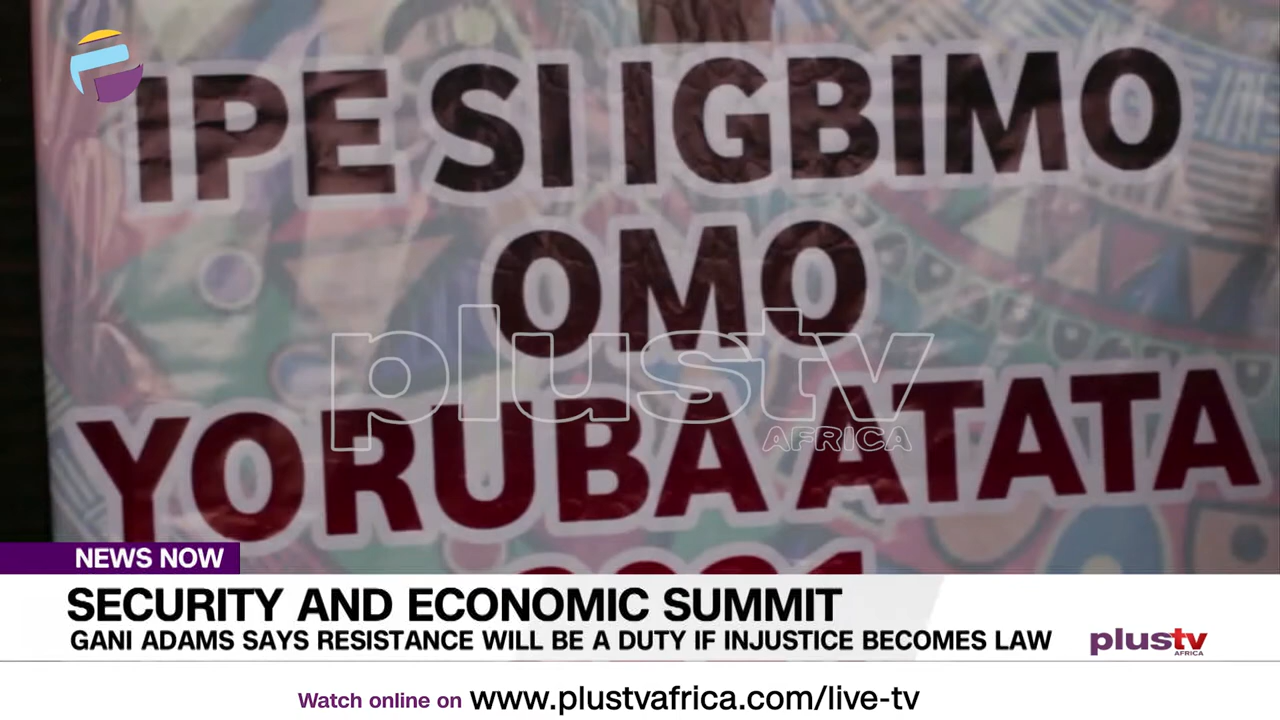 IPE SI IGBIMO
OMO
YORUBA ATATA
plustv
AFRICA
NEWS NOW
SECURITY AND ECONOMIC SUMMIT
GANI ADAMS SAYS RESISTANCE WILL BE A DUTY IF INJUSTICE BECOMES LAW
plustv
AFRICA
Watch online on www.plustvafrica.com/live-tv